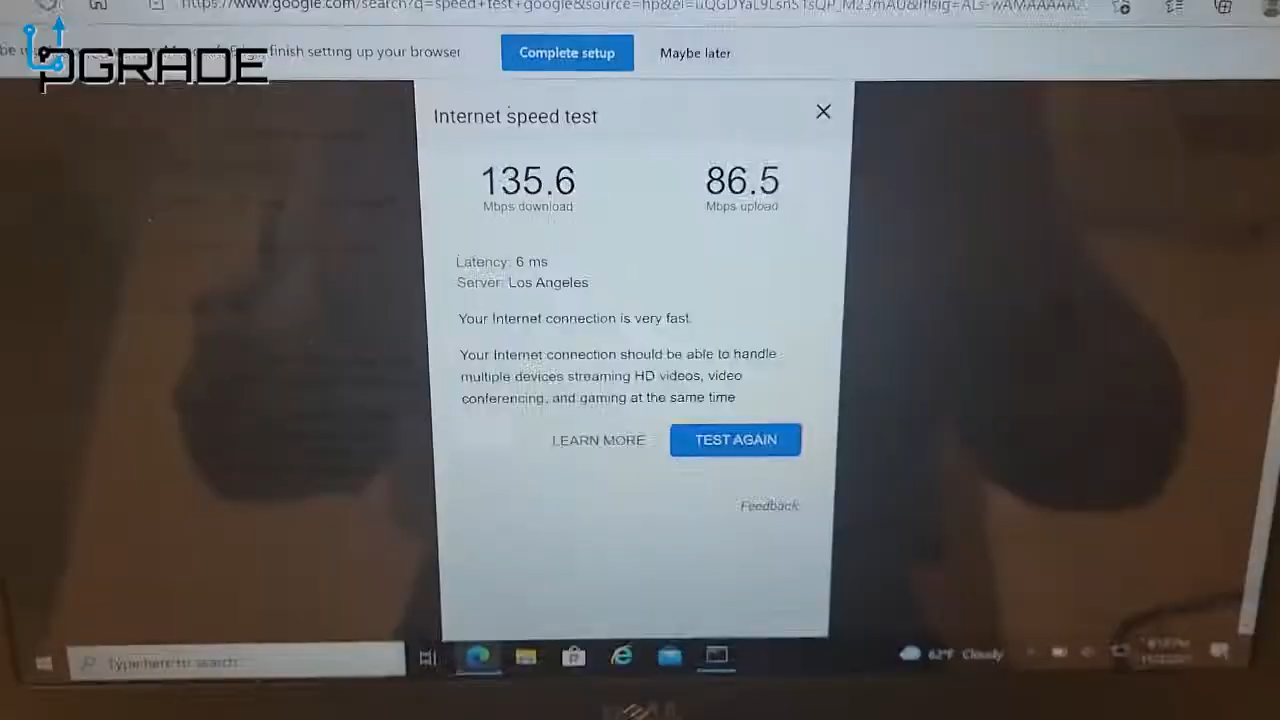 UPGRADE
finish setting up your browser
Complete setup
Maybe later
Internet speed test
135.6
Mbps download
86.5
Mbps upload
Latency: 6 ms
Server: Los Angeles
Your Internet connection is very fast.
Your Internet connection should be able to handle
multiple devices streaming HD videos, video
conferencing, and gaming at the same time
LEARN MORE
TEST AGAIN
Feedback
Type here to search
62°F Cloudy